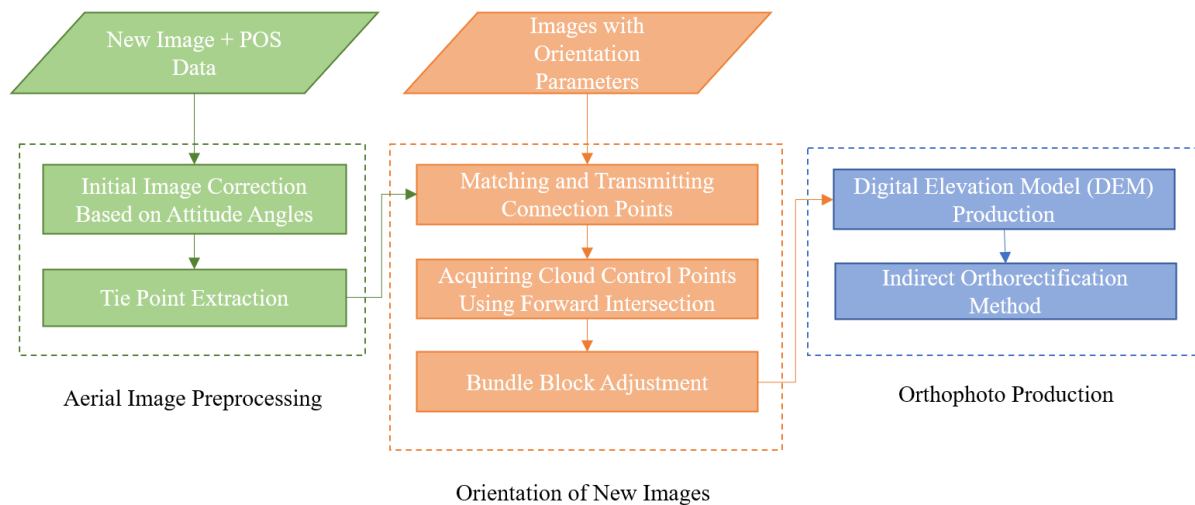 New Image + POS
Data
Initial Image Correction
Based on Attitude Angles
Tie Point Extraction
Aerial Image Preprocessing
Images with
Orientation
Parameters
Matching and Transmitting
Connection Points
Acquiring Cloud Control Points
Using Forward Intersection
Bundle Block Adjustment
Orientation of New Images
Digital Elevation Model (DEM)
Production
Indirect Orthorectification
Method
Orthophoto Production